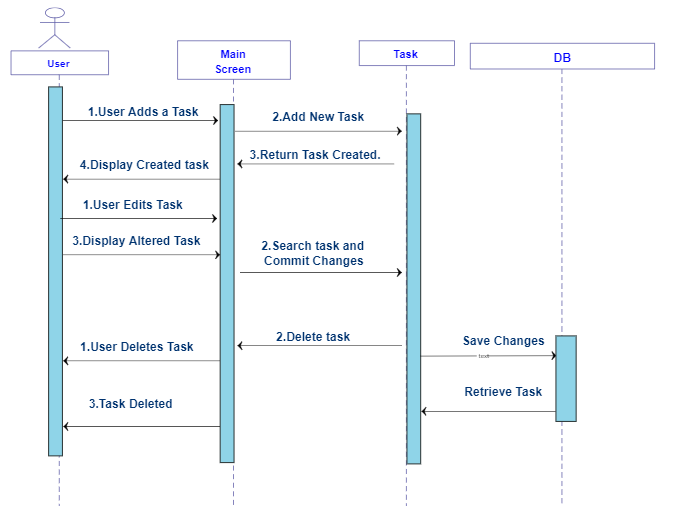 User
Main
Screen
Task
DB
1.User Adds a Task
2.Add New Task
3.Return Task Created.
4.Display Created task
1.User Edits Task
3.Display Altered Task
2.Search task and
Commit Changes
2.Delete task
1.User Deletes Task
Save Changes
text
Retrieve Task
3.Task Deleted